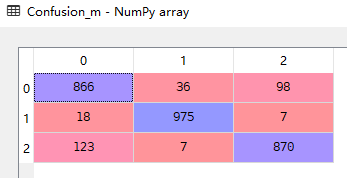 Confusion_m - NumPy array
0 1 2
0 866 36 98
1 18 975 7
2 123 7 870